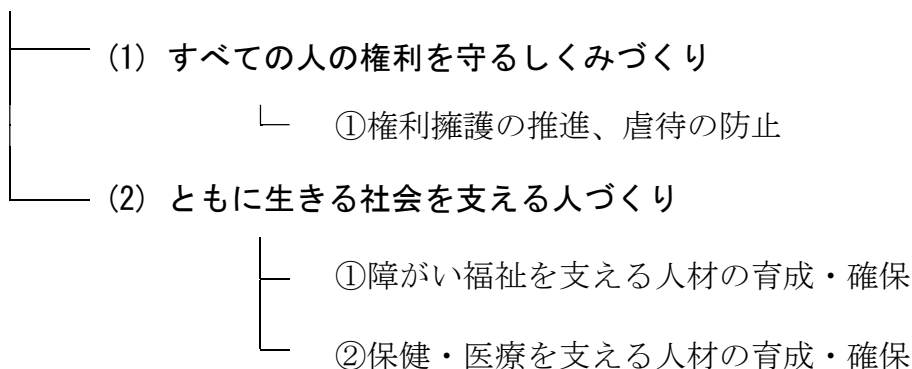 (1) すべての人の権利を守るしくみづくり
①権利擁護の推進、虐待の防止
(2) ともに生きる社会を支える人づくり
①障がい福祉を支える人材の育成・確保
②保健・医療を支える人材の育成・確保